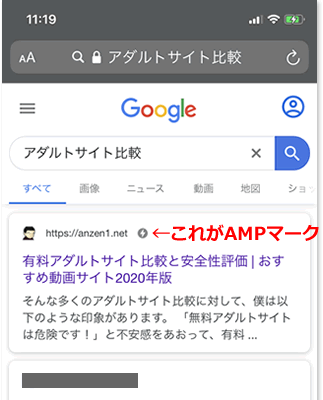 11:19
AA アダルトサイト比較
Google
アダルトサイト比較
すべて 画像 ニュース 動画 地図 ショ
https://anzen1.net ←これがAMPマーク
有料アダルトサイト比較と安全性評価 | おす
すめ動画サイト2020年版
そんな多くのアダルトサイト比較に対して、僕は以
下のような印象があります。 「無料アダルトサイト
は危険です！」と不安感をあおって、有料 ...